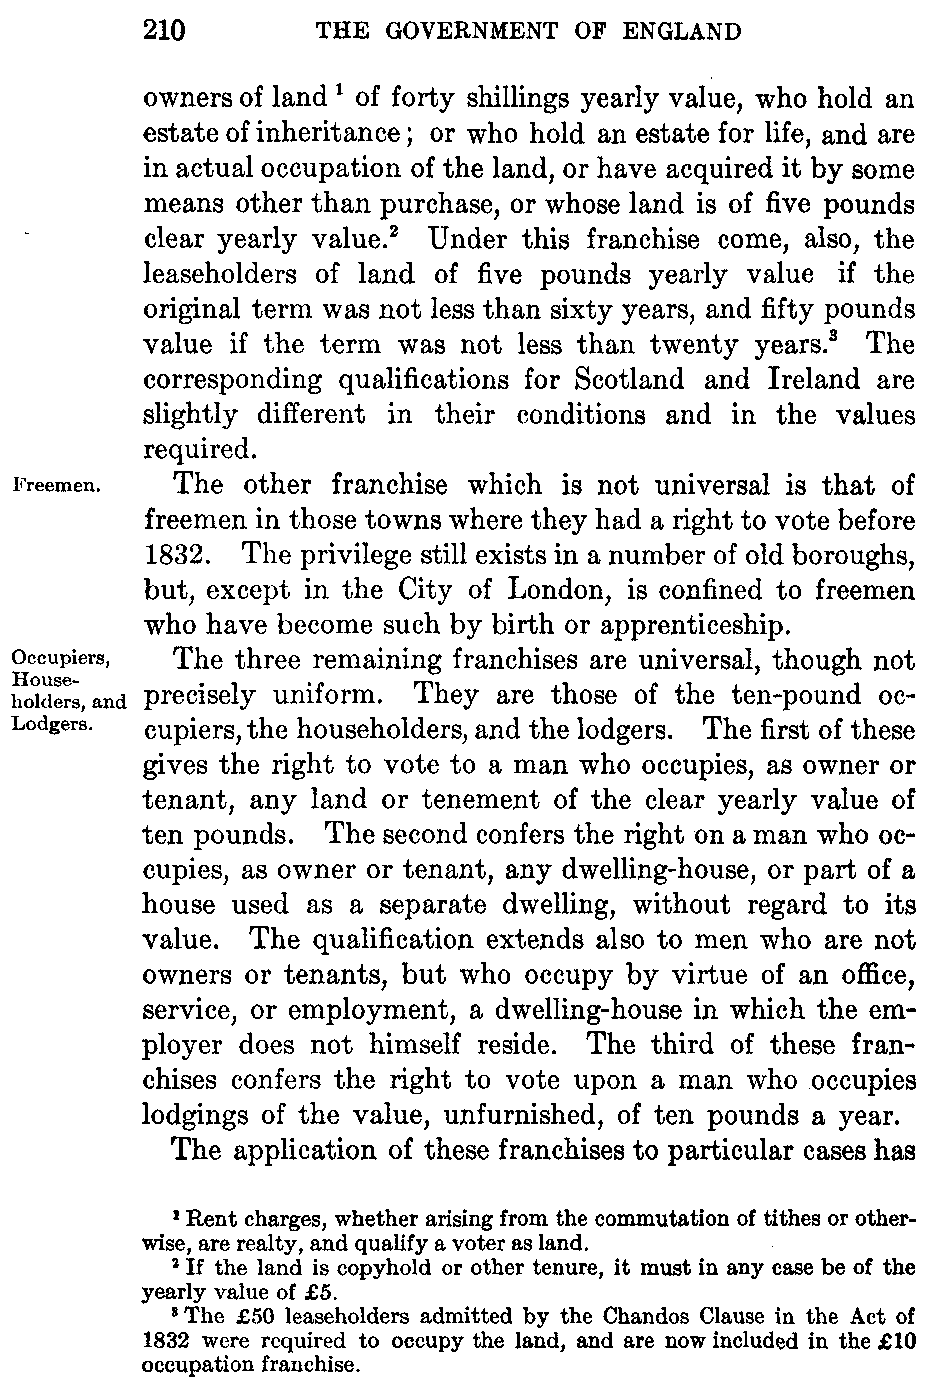 210 THE GOVERNMENT OF ENGLAND
owners of land ¹ of forty shillings yearly value, who hold an
estate of inheritance; or who hold an estate for life, and are
in actual occupation of the land, or have acquired it by some
means other than purchase, or whose land is of five pounds
clear yearly value.² Under this franchise come, also, the
leaseholders of land of five pounds yearly value if the
original term was not less than sixty years, and fifty pounds
value if the term was not less than twenty years.³ The
corresponding qualifications for Scotland and Ireland are
slightly different in their conditions and in the values
required.
Freemen.
The other franchise which is not universal is that of
freemen in those towns where they had a right to vote before
1832. The privilege still exists in a number of old boroughs,
but, except in the City of London, is confined to freemen
who have become such by birth or apprenticeship.
Occupiers,
House-
holders, and
Lodgers.
The three remaining franchises are universal, though not
precisely uniform. They are those of the ten-pound oc-
cupiers, the householders, and the lodgers. The first of these
gives the right to vote to a man who occupies, as owner or
tenant, any land or tenement of the clear yearly value of
ten pounds. The second confers the right on a man who oc-
cupies, as owner or tenant, any dwelling-house, or part of a
house used as a separate dwelling, without regard to its
value. The qualification extends also to men who are not
owners or tenants, but who occupy by virtue of an office,
service, or employment, a dwelling-house in which the em-
ployer does not himself reside. The third of these fran-
chises confers the right to vote upon a man who occupies
lodgings of the value, unfurnished, of ten pounds a year.
The application of these franchises to particular cases has
¹ Rent charges, whether arising from the commutation of tithes or other-
wise, are realty, and qualify a voter as land.
² If the land is copyhold or other tenure, it must in any case be of the
yearly value of £5.
³ The £50 leaseholders admitted by the Chandos Clause in the Act of
1832 were required to occupy the land, and are now included in the £10
occupation franchise.